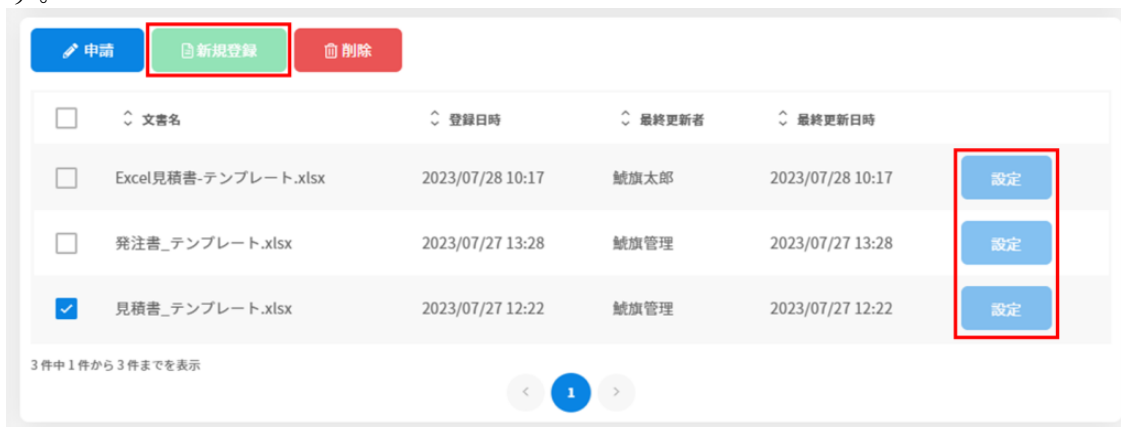 す。
申請 新規登録 削除
文書名 登録日時 最終更新者 最終更新日時
Excel見積書-テンプレート.xlsx 2023/07/28 10:17 鯱旗太郎 2023/07/28 10:17 設定
発注書_テンプレート.xlsx 2023/07/27 13:28 鯱旗管理 2023/07/27 13:28 設定
見積書_テンプレート.xlsx 2023/07/27 12:22 鯱旗管理 2023/07/27 12:22 設定
3 件中 1 件から 3 件までを表示
< 1 >